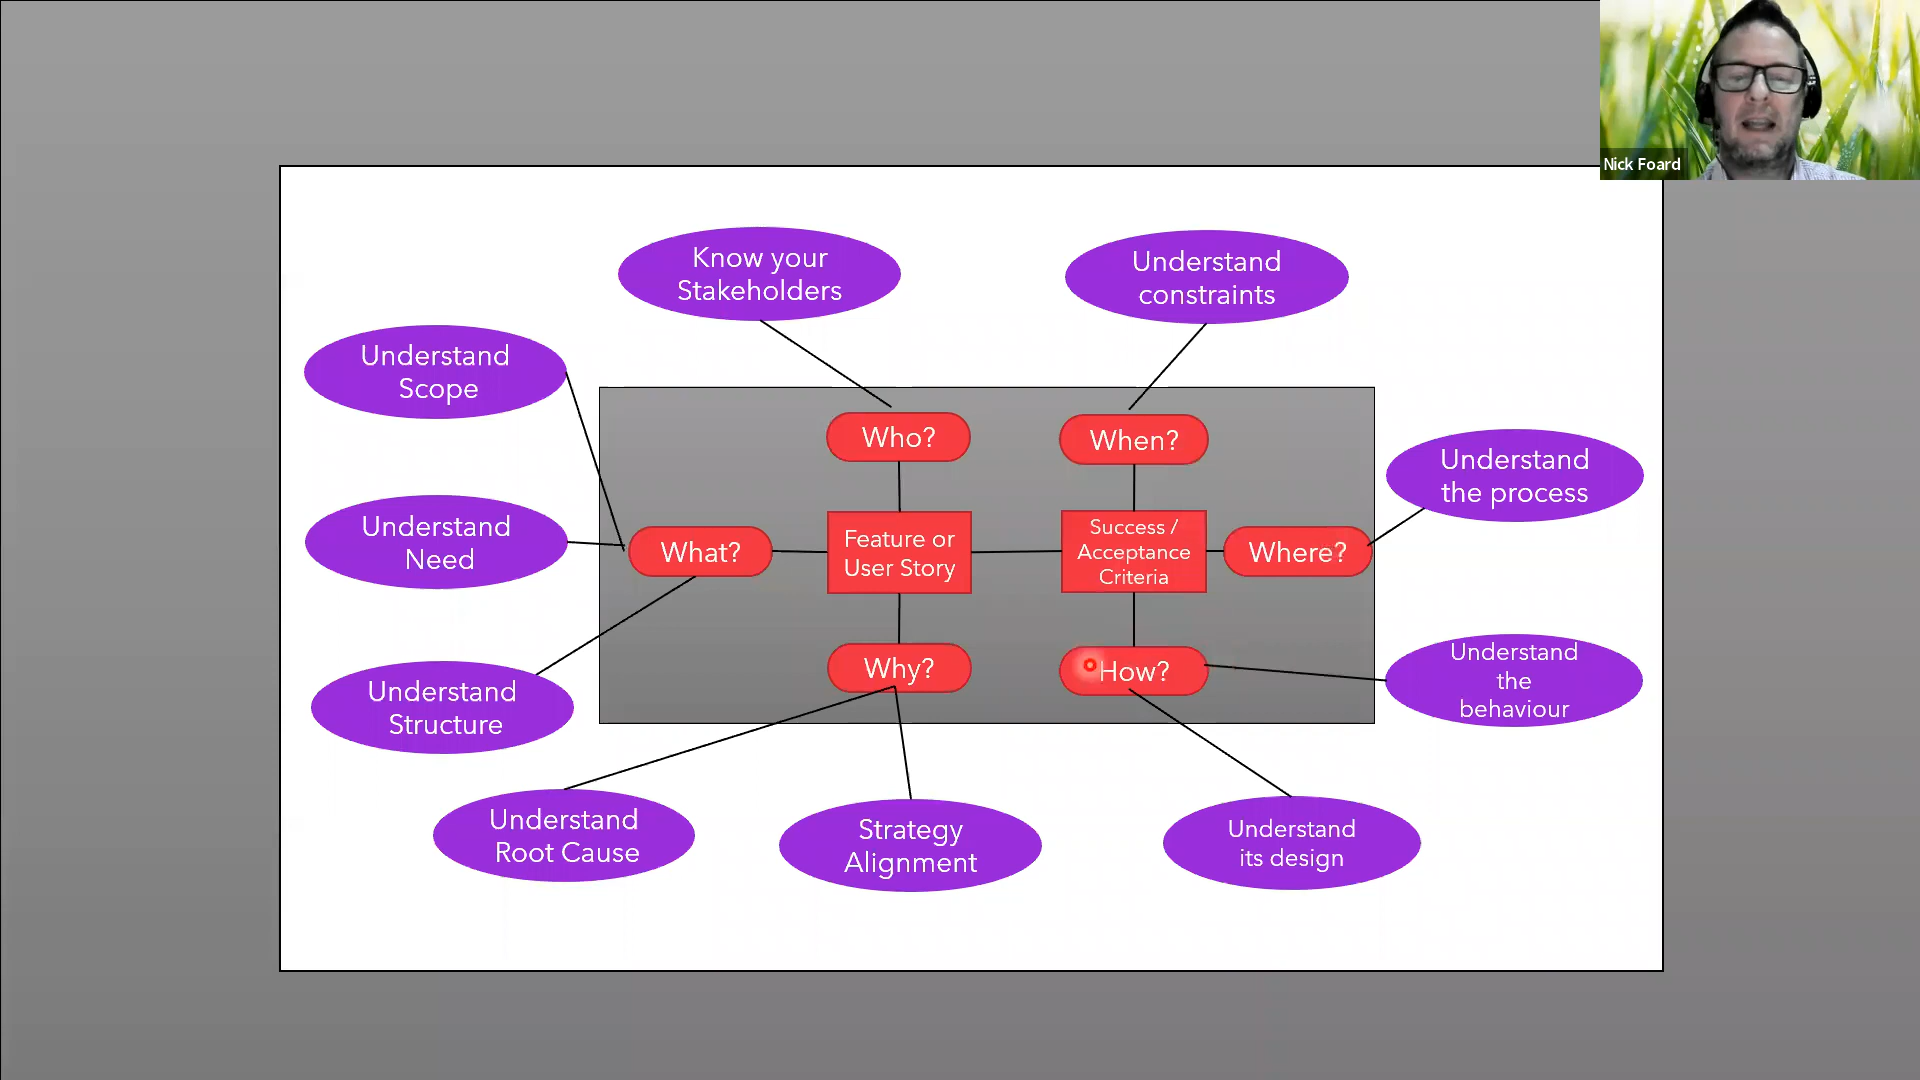 Nick Foard
Know your
Stakeholders
Understand
constraints
Understand
Scope
Who?
When?
Understand
the process
Understand
Need
What?
Feature or
User Story
Success /
Acceptance
Criteria
Where?
Why?
How?
Understand
the
behaviour
Understand
Structure
Understand
Root Cause
Strategy
Alignment
Understand
its design